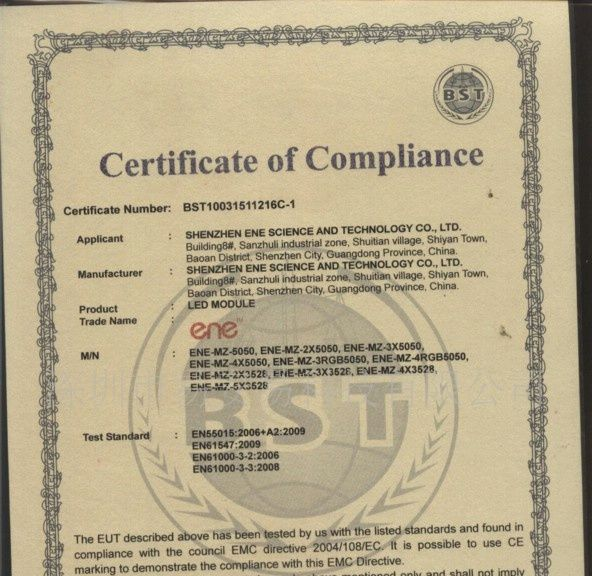 BST
Certificate of Compliance
Certificate Number: BST10031511216C-1
Applicant : SHENZHEN ENE SCIENCE AND TECHNOLOGY CO., LTD.
Building8#, Sanzhuli industrial zone, Shuitian village, Shiyan Town,
Baoan District, Shenzhen City, Guangdong Province, China.
Manufacturer : SHENZHEN ENE SCIENCE AND TECHNOLOGY CO., LTD.
Building8#, Sanzhuli industrial zone, Shuitian village, Shiyan Town,
Baoan District, Shenzhen City, Guangdong Province, China.
Product : LED MODULE
Trade Name : ene™
M/N : ENE-MZ-5050, ENE-MZ-2X5050, ENE-MZ-3X5050,
ENE-MZ-4X5050, ENE-MZ-3RGB5050, ENE-MZ-4RGB5050,
ENE-MZ-2X3528, ENE-MZ-3X3528, ENE-MZ-4X3528,
ENE-MZ-5X3528
BST
Test Standard : EN55015:2006+A2:2009
EN61547:2009
EN61000-3-2:2006
EN61000-3-3:2008
The EUT described above has been tested by us with the listed standards and found in
compliance with the council EMC directive 2004/108/EC. It is possible to use CE
marking to demonstrate the compliance with this EMC Directive.
mentioned only and shall not imply